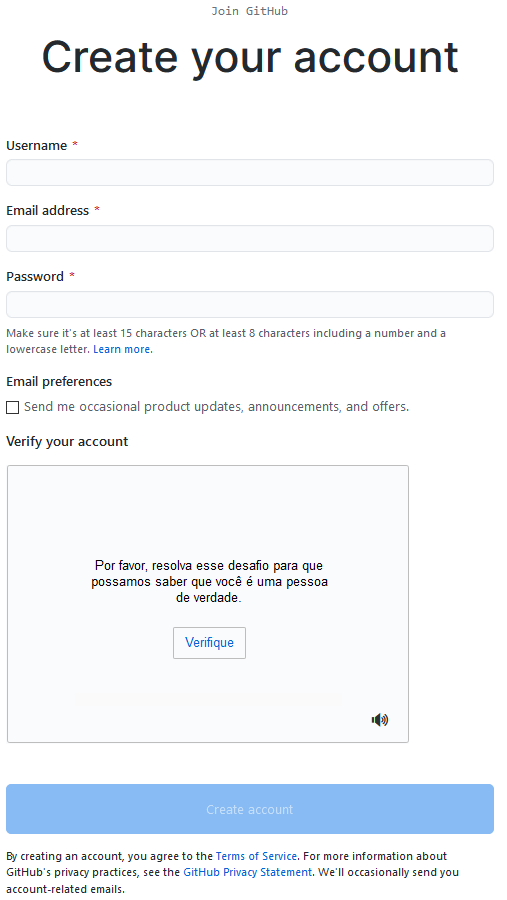 Join GitHub
Create your account
Username *
Email address *
Password *
Make sure it's at least 15 characters OR at least 8 characters including a number and a
lowercase letter. Learn more.
Email preferences
Send me occasional product updates, announcements, and offers.
Verify your account
Por favor, resolva esse desafio para que
possamos saber que você é uma pessoa
de verdade.
Verifique
Create account
By creating an account, you agree to the Terms of Service. For more information about
GitHub's privacy practices, see the GitHub Privacy Statement. We'll occasionally send you
account-related emails.